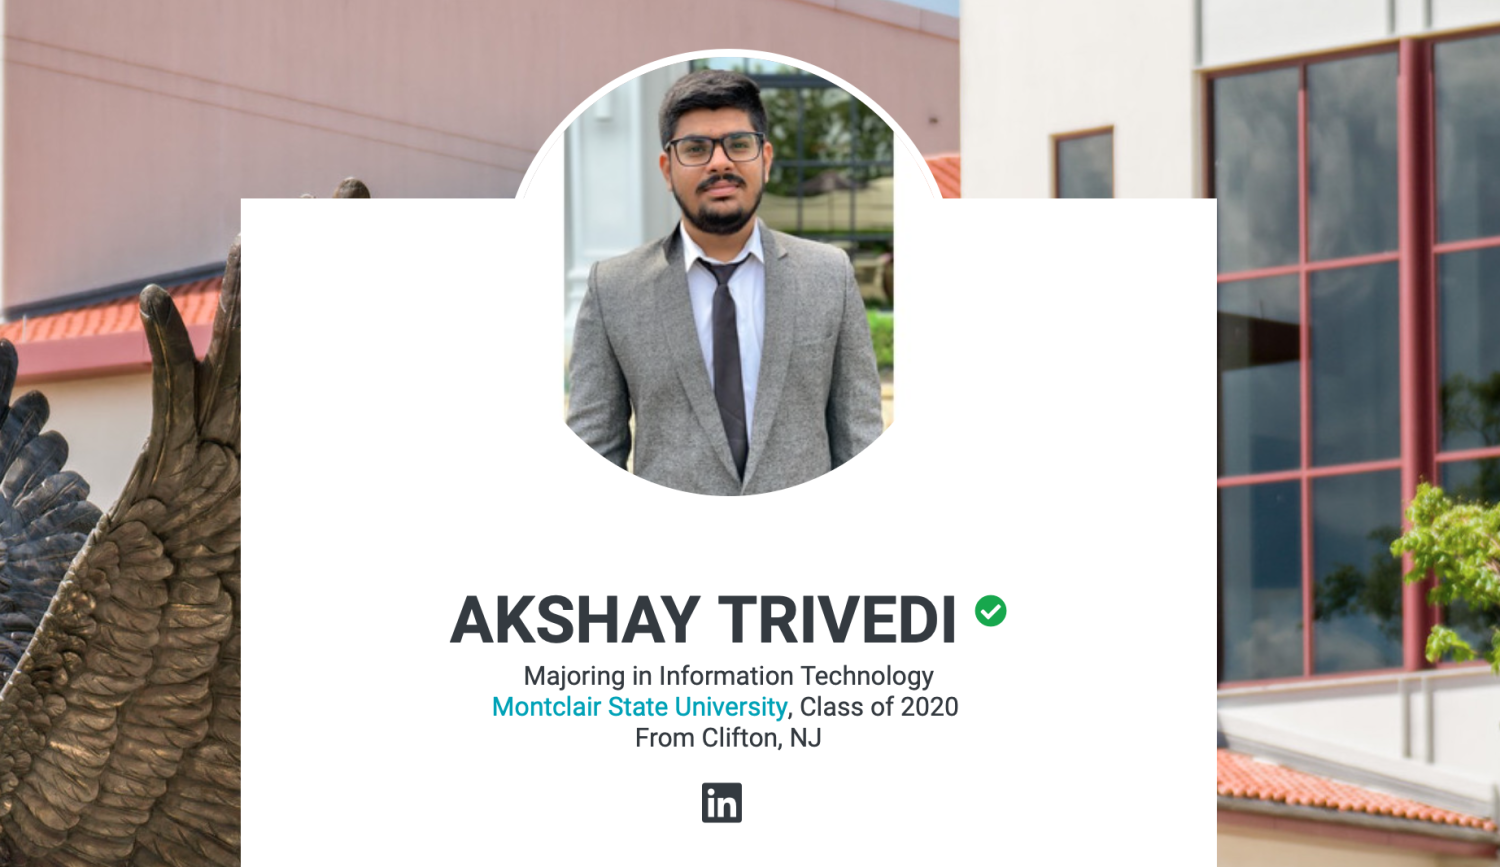 AKSHAY TRIVEDI
Majoring in Information Technology
Montclair State University, Class of 2020
From Clifton, NJ
in